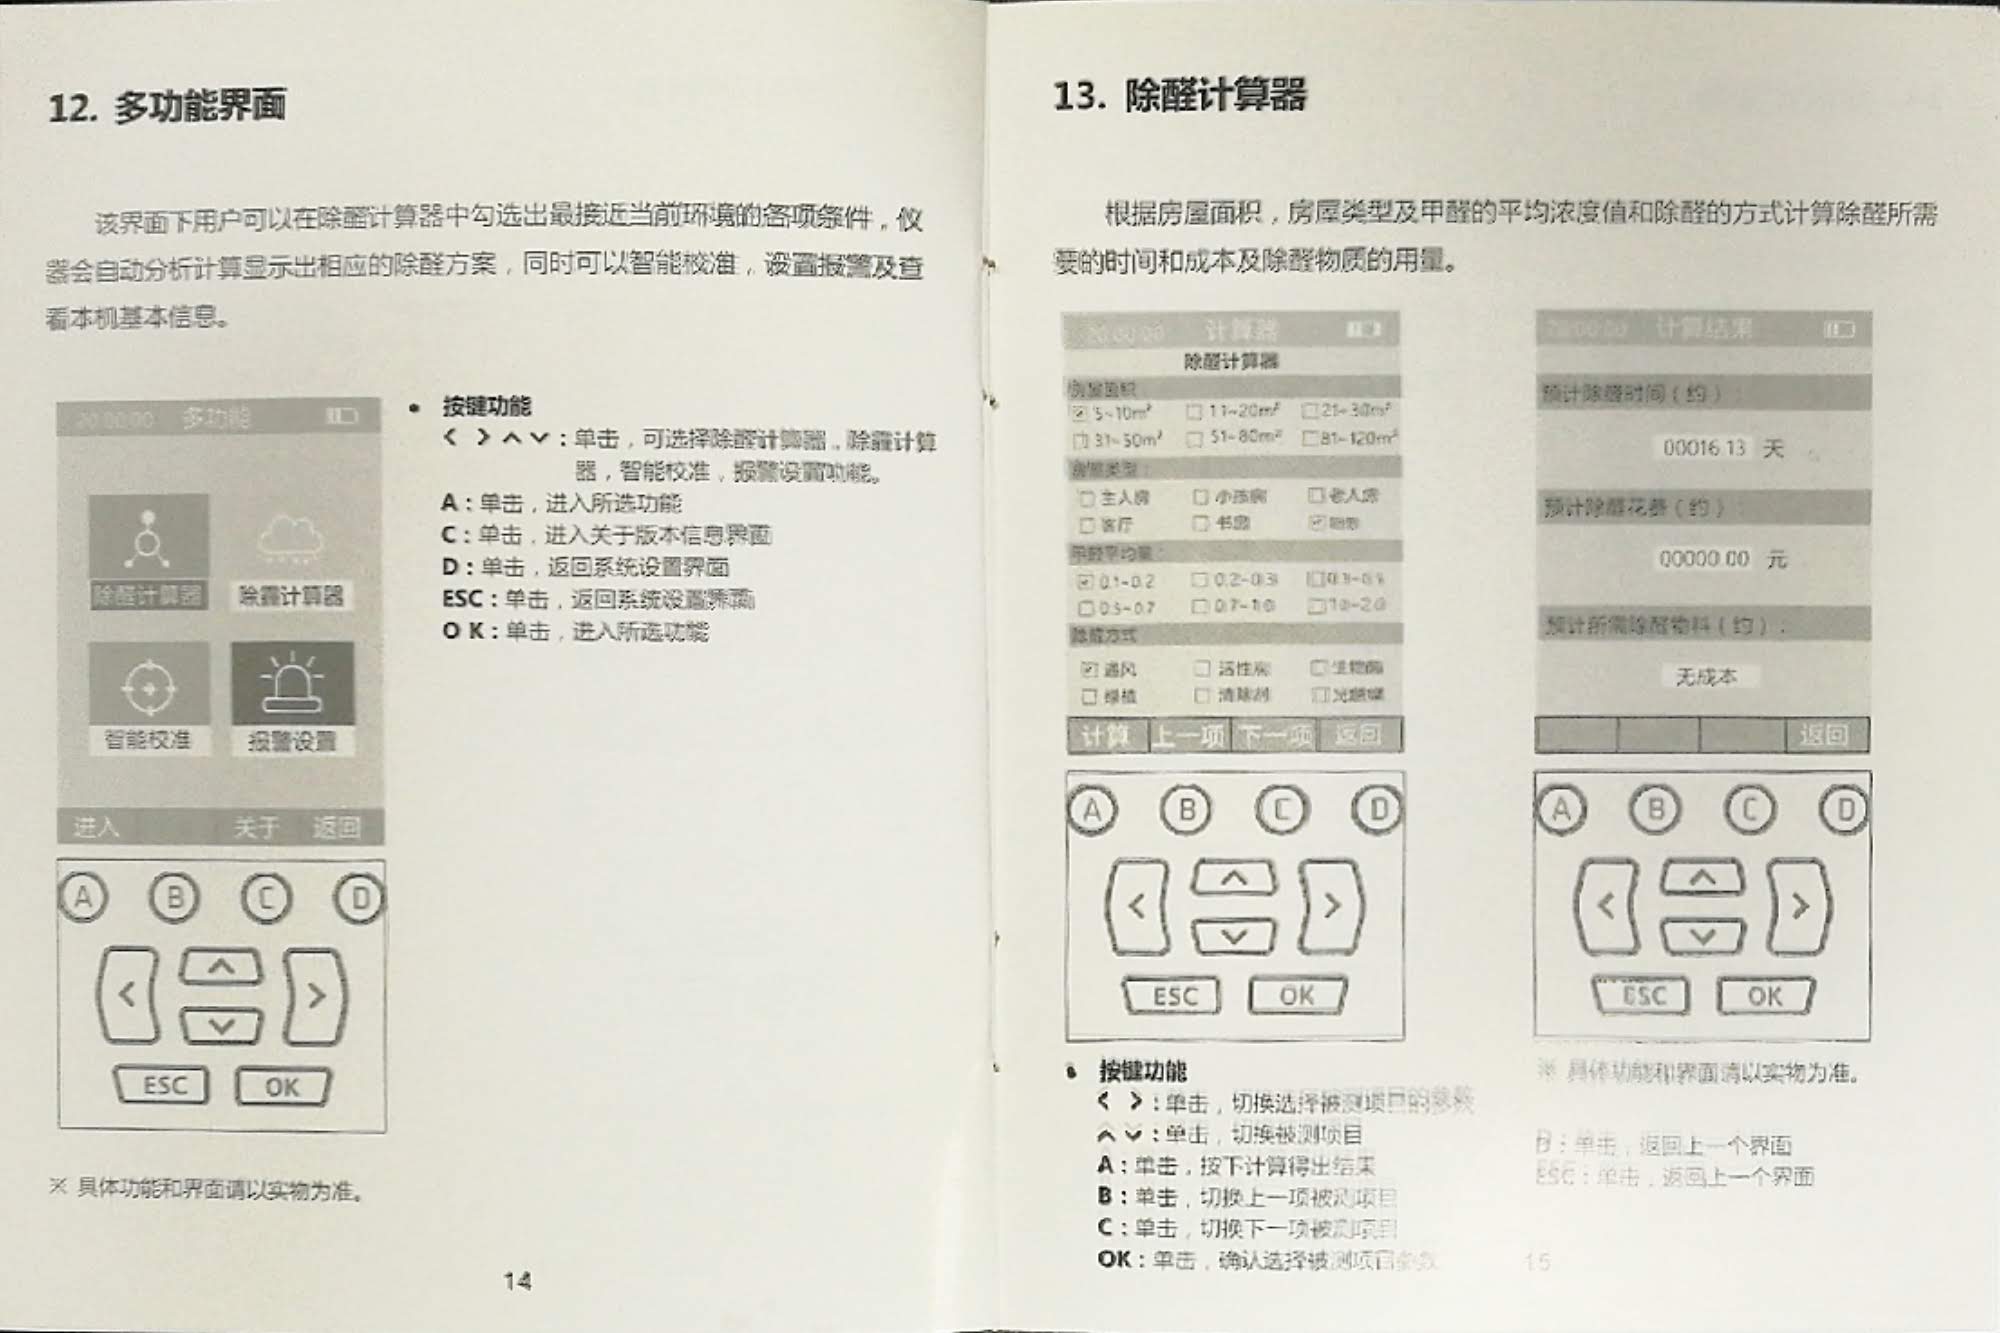 12. 多功能界面
该界面下用户可以在除醛计算器中勾选出最接近当前环境的各项条件，仪
器会自动分析计算显示出相应的除醛方案，同时可以智能校准，设置报警及查
看本机基本信息。
20:00:00 多功能
除醛计算器 除霾计算器
智能校准 报警设置
进入 关于 返回
A B C D
< ∧ ∨ >
ESC OK
• 按键功能
< > ∧ ∨：单击，可选择除醛计算器，除霾计算
器，智能校准，报警设置功能。
A：单击，进入所选功能
C：单击，进入关于版本信息界面
D：单击，返回系统设置界面
ESC：单击，返回系统设置界面
O K：单击，进入所选功能
※ 具体功能和界面请以实物为准。
14
13. 除醛计算器
根据房屋面积，房屋类型及甲醛的平均浓度值和除醛的方式计算除醛所需
要的时间和成本及除醛物质的用量。
20:00:00 计算器
除醛计算器
房屋面积
5~10m² 11~20m² 21~30m²
31~50m² 51~80m² 81~120m²
房屋类型：
主人房 小孩房 老人房
客厅 书房
甲醛平均值：
0.1~0.2 0.2~0.3 0.3~0.5
0.5~0.7 0.7~1.0 1.0~2.0
除醛方式
通风 活性炭 生物酶
绿植 清除剂 光触媒
计算 上一项 下一项 返回
A B C D
< ∧ ∨ >
ESC OK
• 按键功能
< >：单击，切换选择被测项目的参数
∧ ∨：单击，切换被测项目
A：单击，按下计算得出结果
B：单击，切换上一项被测项目
C：单击，切换下一项被测项目
OK：单击，确认选择被测项目参数
20:00:00 计算结果
预计除醛时间（约）：
00016.13 天
预计除醛花费（约）：
00000.00 元
预计所需除醛物料（约）：
无成本
返回
A B C D
< ∧ ∨ >
ESC OK
※ 具体功能和界面请以实物为准。
D：单击，返回上一个界面
ESC：单击，返回上一个界面
15